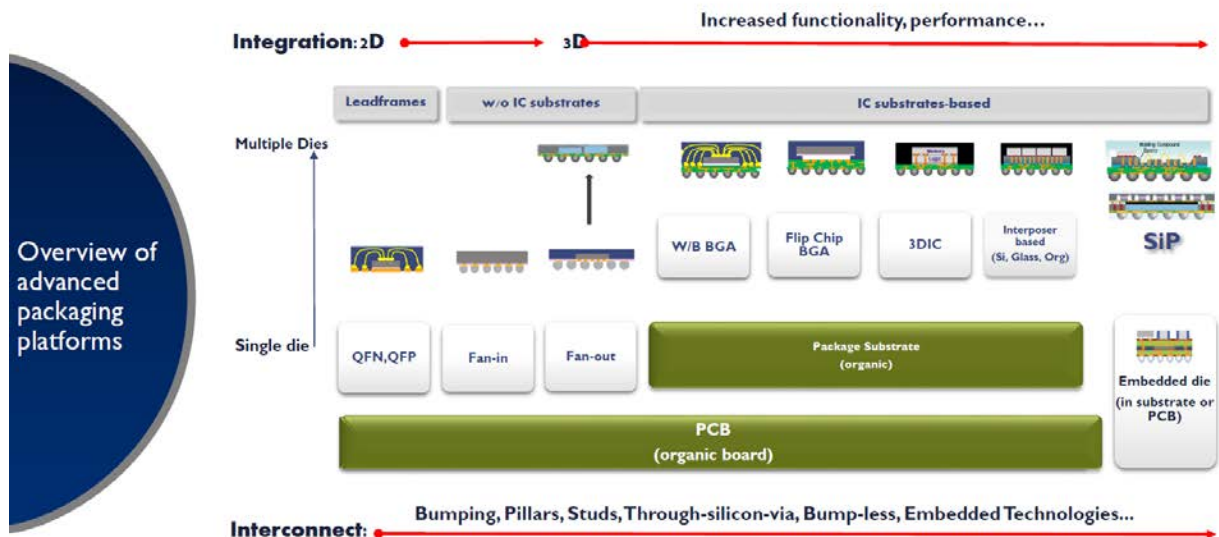 Increased functionality, performance...
Integration: 2D
3D
Leadframes
w/o IC substrates
IC substrates-based
Multiple Dies
Overview of
advanced
packaging
platforms
W/B BGA
Flip Chip
BGA
3DIC
Interposer
based
(Si, Glass, Org)
SiP
Single die
QFN,QFP
Fan-in
Fan-out
Package Substrate
(organic)
Embedded die
(in substrate or
PCB)
PCB
(organic board)
Bumping, Pillars, Studs, Through-silicon-via, Bump-less, Embedded Technologies...
Interconnect: